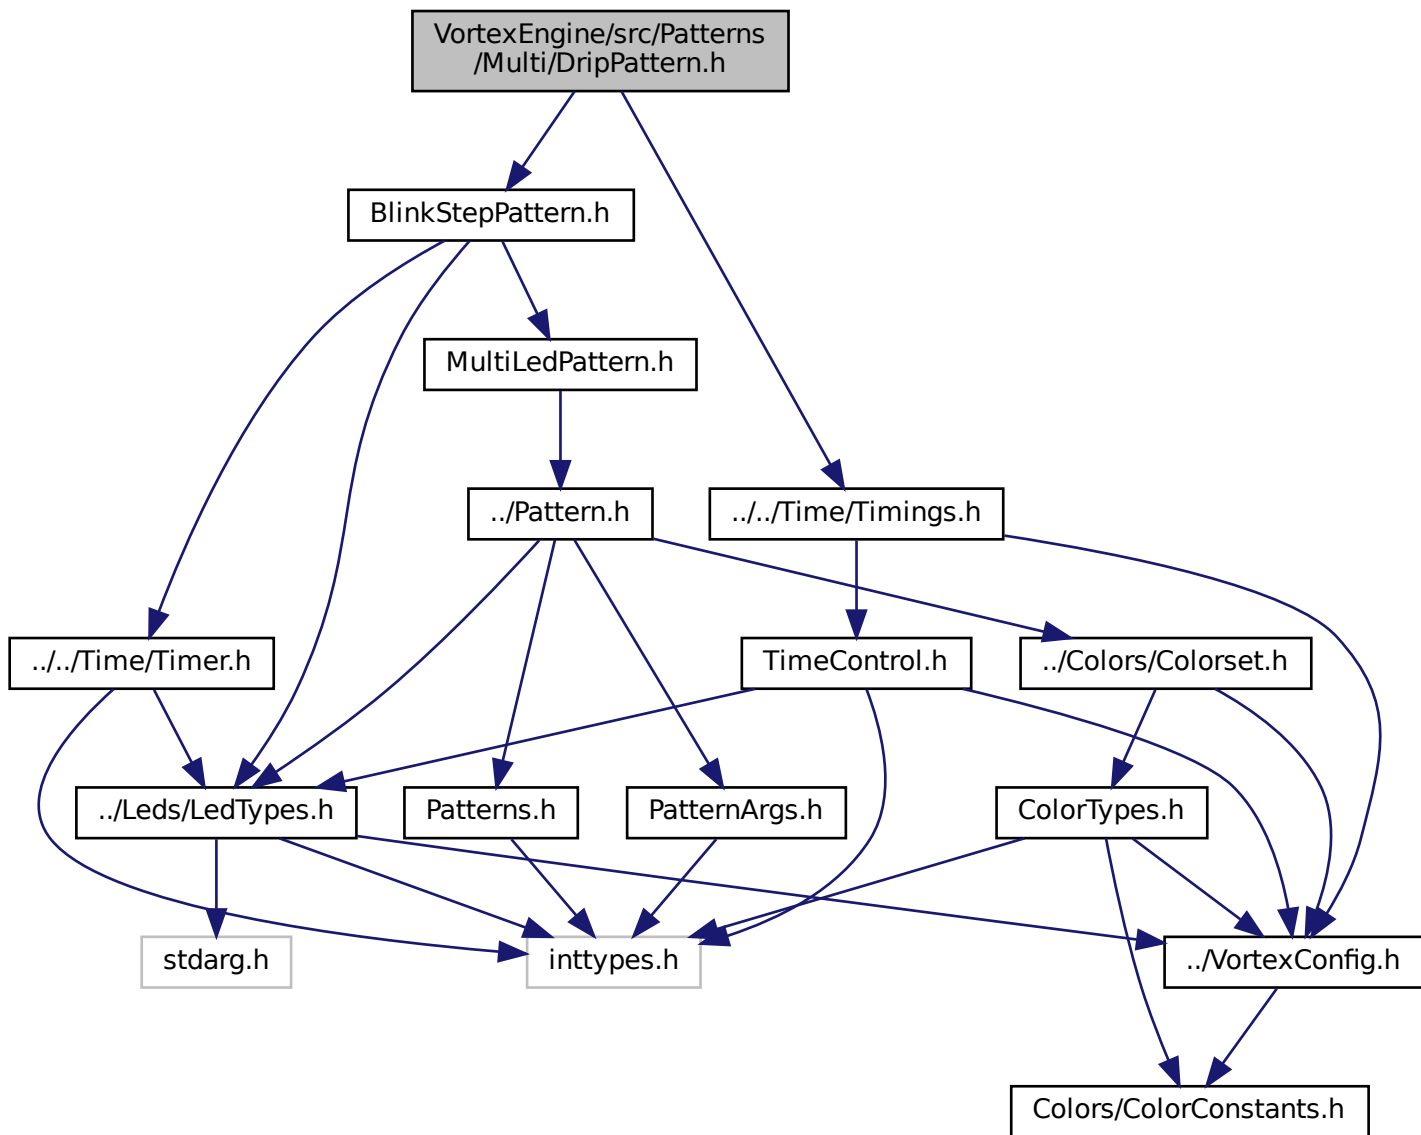 VortexEngine/src/Patterns
/Multi/DripPattern.h
BlinkStepPattern.h
MultiLedPattern.h
../Pattern.h
../../Time/Timings.h
../../Time/Timer.h
TimeControl.h
../Colors/Colorset.h
../Leds/LedTypes.h
Patterns.h
PatternArgs.h
ColorTypes.h
stdarg.h
inttypes.h
../VortexConfig.h
Colors/ColorConstants.h